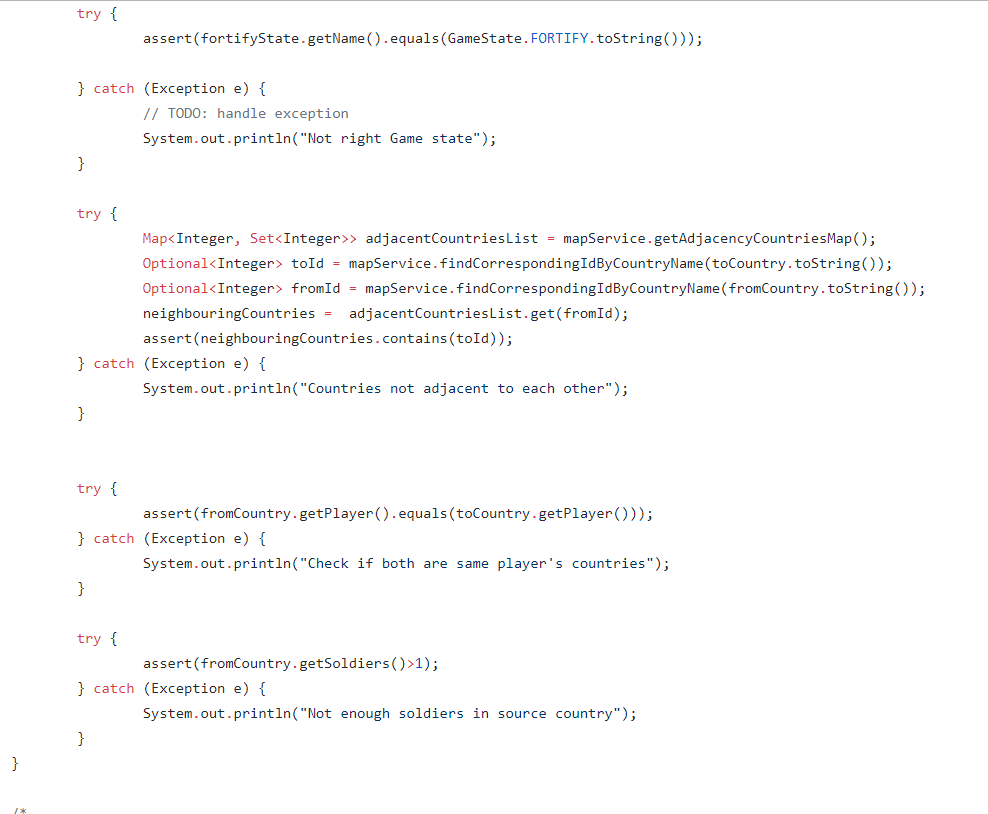 try {
assert(fortifyState.getName().equals(GameState.FORTIFY.toString()));
} catch (Exception e) {
// TODO: handle exception
System.out.println("Not right Game state");
}
try {
Map<Integer, Set<Integer>> adjacentCountriesList = mapService.getAdjacencyCountriesMap();
Optional<Integer> toId = mapService.findCorrespondingIdByCountryName(toCountry.toString());
Optional<Integer> fromId = mapService.findCorrespondingIdByCountryName(fromCountry.toString());
neighbouringCountries =  adjacentCountriesList.get(fromId);
assert(neighbouringCountries.contains(toId));
} catch (Exception e) {
System.out.println("Countries not adjacent to each other");
}
try {
assert(fromCountry.getPlayer().equals(toCountry.getPlayer()));
} catch (Exception e) {
System.out.println("Check if both are same player's countries");
}
try {
assert(fromCountry.getSoldiers()>1);
} catch (Exception e) {
System.out.println("Not enough soldiers in source country");
}
}
/*